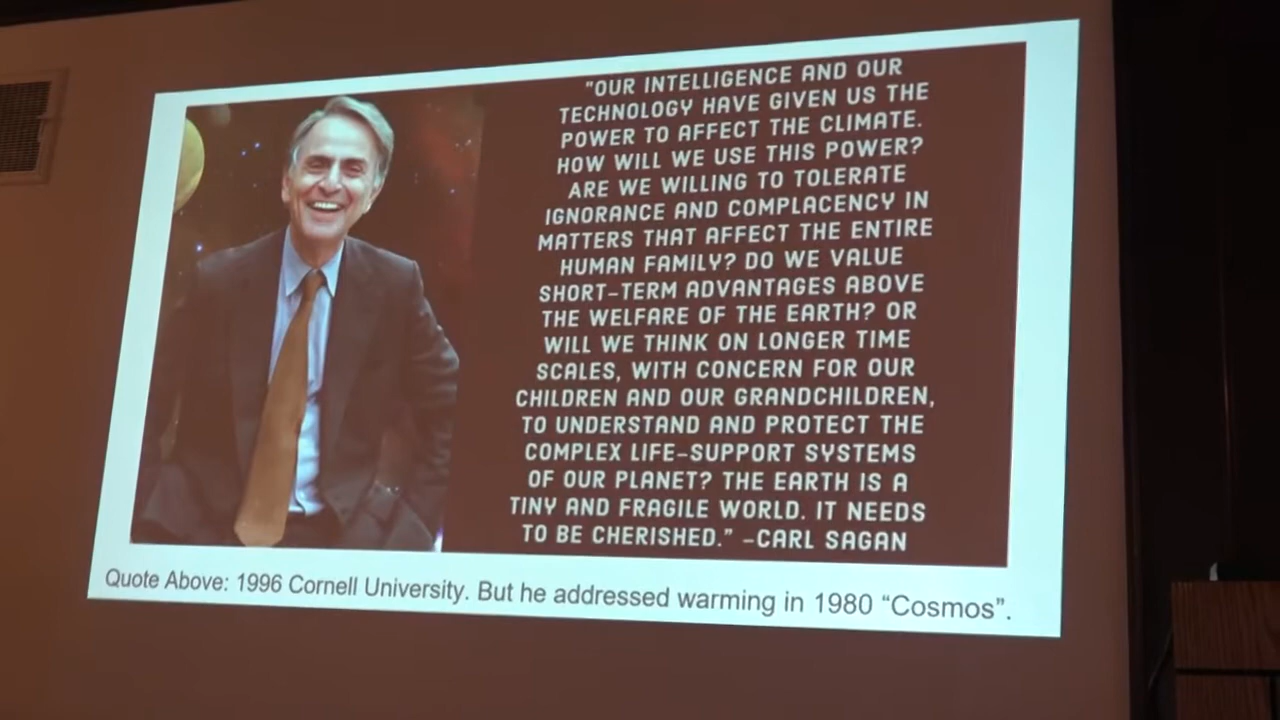 "OUR INTELLIGENCE AND OUR
TECHNOLOGY HAVE GIVEN US THE
POWER TO AFFECT THE CLIMATE.
HOW WILL WE USE THIS POWER?
ARE WE WILLING TO TOLERATE
IGNORANCE AND COMPLACENCY IN
MATTERS THAT AFFECT THE ENTIRE
HUMAN FAMILY? DO WE VALUE
SHORT-TERM ADVANTAGES ABOVE
THE WELFARE OF THE EARTH? OR
WILL WE THINK ON LONGER TIME
SCALES, WITH CONCERN FOR OUR
CHILDREN AND OUR GRANDCHILDREN,
TO UNDERSTAND AND PROTECT THE
COMPLEX LIFE-SUPPORT SYSTEMS
OF OUR PLANET? THE EARTH IS A
TINY AND FRAGILE WORLD. IT NEEDS
TO BE CHERISHED." -CARL SAGAN
Quote Above: 1996 Cornell University. But he addressed warming in 1980 “Cosmos”.